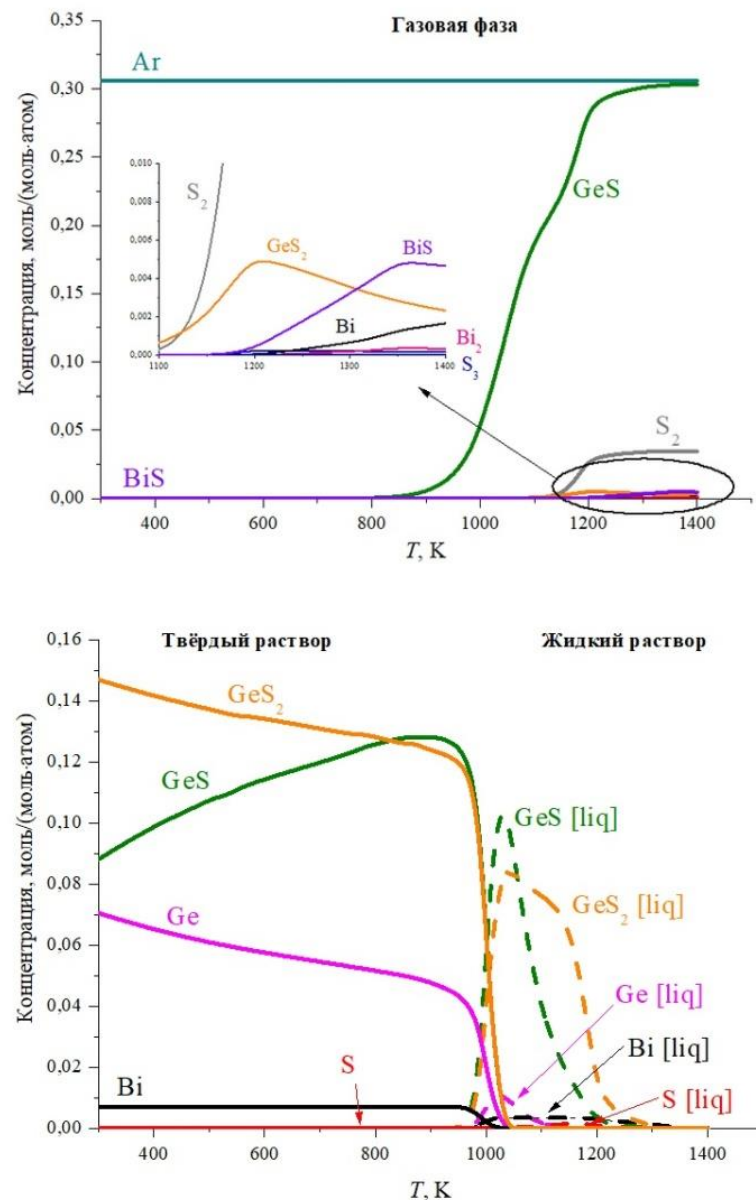 0,35
Газовая фаза
Ar
0,30
0,25
0,20
0,15
0,10
0,05
0,00
Концентрация, моль/(моль·атом)
GeS
0,010
0,008
0,006
0,004
0,002
0,000
S2
GeS2
BiS
Bi
Bi2
S3
1100 1200 1300 1400
S2
BiS
400 600 800 1000 1200 1400
T, K
0,16
Твёрдый раствор Жидкий раствор
0,14
0,12
0,10
0,08
0,06
0,04
0.02
0,00
Концентрация, моль/(моль·атом)
GeS2
GeS
GeS [liq]
GeS2 [liq]
Ge
Ge [liq]
Bi [liq]
Bi
S
S [liq]
400 600 800 1000 1200 1400
T, K